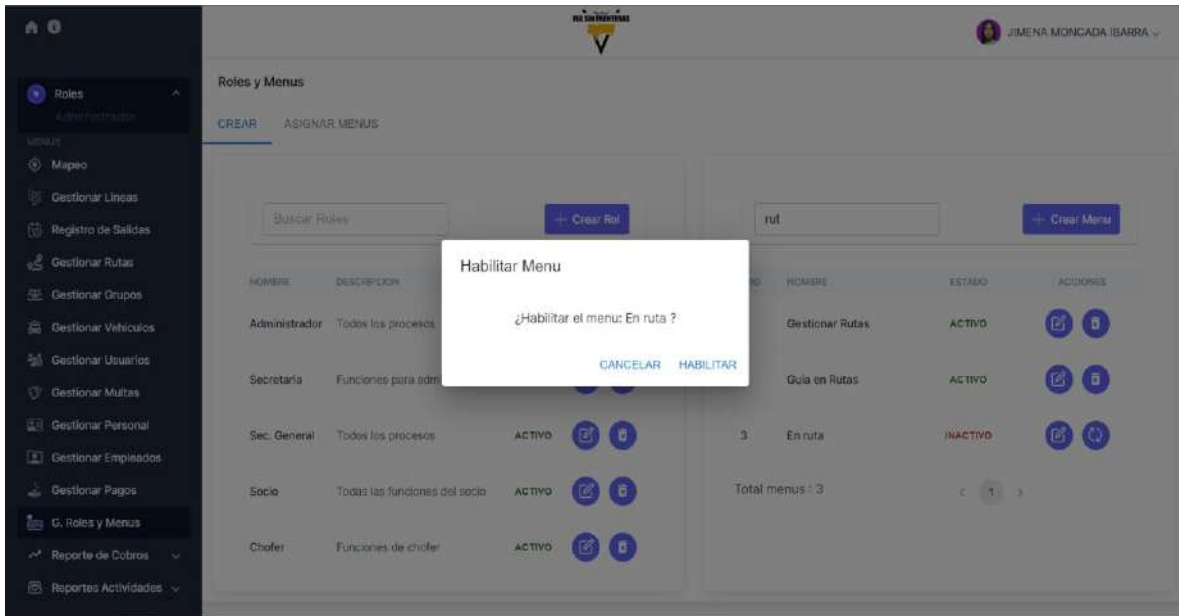 JIMENA MONCADA IBARRA
Roles
Administrador
MENUS
Mapeo
Gestionar Lineas
Registro de Salidas
Gestionar Rutas
Gestionar Grupos
Gestionar Vehiculos
Gestionar Usuarios
Gestionar Multas
Gestionar Personal
Gestionar Empleados
Gestionar Pagos
G. Roles y Menus
Reporte de Cobros
Reportes Actividades
Roles y Menus
CREAR ASIGNAR MENUS
Buscar Roles + Crear Rol
NOMBRE DESCRIPCION
Administrador Todos los procesos
Secretaria Funciones para
Sec. General Todos los procesos ACTIVO
Socio Todas las funciones del socio ACTIVO
Chofer Funciones de chofer ACTIVO
rut + Crear Menu
NOMBRE ESTADO ACCIONES
Gestionar Rutas ACTIVO
Guia en Rutas ACTIVO
3 En ruta INACTIVO
Total menus : 3 1
Habilitar Menu
¿Habilitar el menu: En ruta ?
CANCELAR HABILITAR